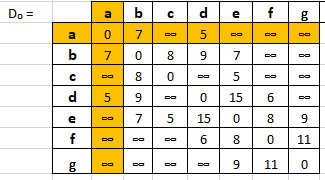 D₀ = a b c d e f g
a 0 7 ∞ 5 ∞ ∞ ∞
b 7 0 8 9 7 ∞ ∞
c ∞ 8 0 ∞ 5 ∞ ∞
d 5 9 ∞ 0 15 6 ∞
e ∞ 7 5 15 0 8 9
f ∞ ∞ ∞ 6 8 0 11
g ∞ ∞ ∞ ∞ 9 11 0